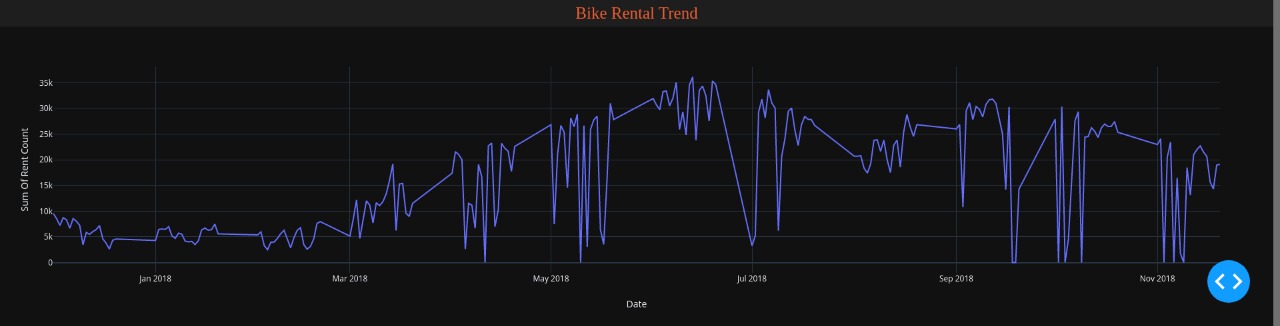 Bike Rental Trend
35k
30k
25k
20k
15k
10k
5k
0
Sum Of Rent Count
Jan 2018
Mar 2018
May 2018
Jul 2018
Sep 2018
Nov 2018
Date